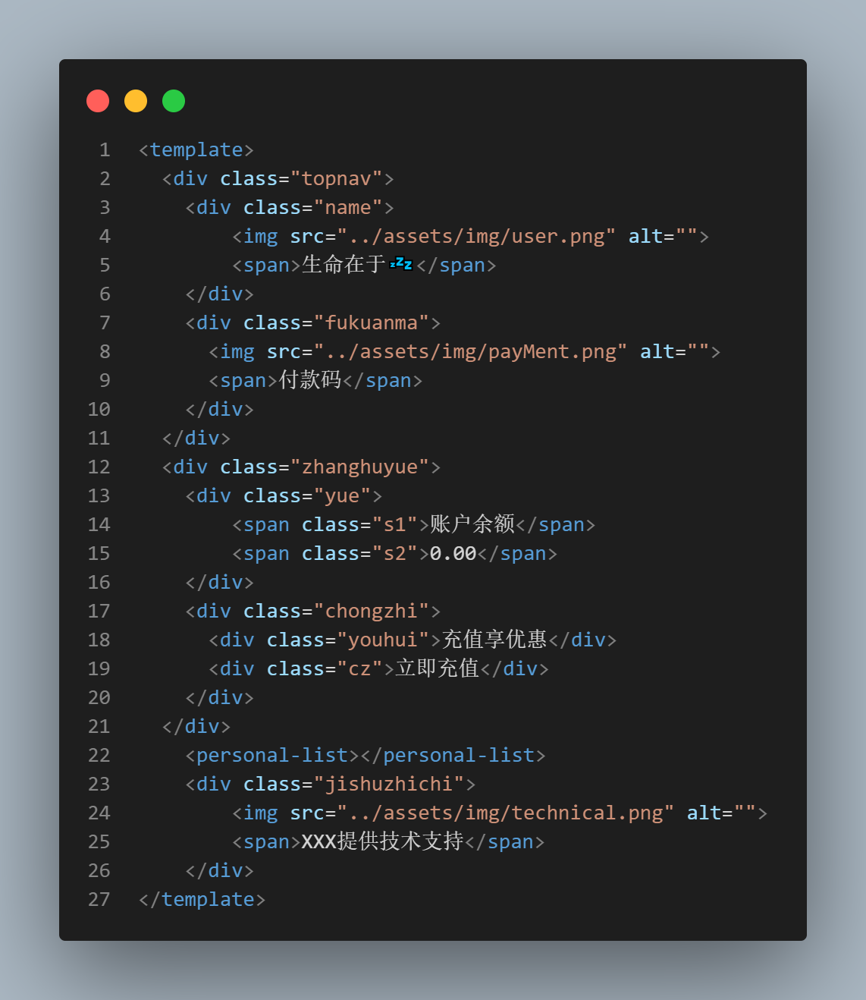 1 <template>
2   <div class="topnav">
3     <div class="name">
4         <img src="../assets/img/user.png" alt="">
5         <span>生命在于💤</span>
6     </div>
7     <div class="fukuanma">
8       <img src="../assets/img/payMent.png" alt="">
9       <span>付款码</span>
10     </div>
11   </div>
12   <div class="zhanghuyue">
13     <div class="yue">
14         <span class="s1">账户余额</span>
15         <span class="s2">0.00</span>
16     </div>
17     <div class="chongzhi">
18       <div class="youhui">充值享优惠</div>
19       <div class="cz">立即充值</div>
20     </div>
21   </div>
22     <personal-list></personal-list>
23     <div class="jishuzhichi">
24         <img src="../assets/img/technical.png" alt="">
25         <span>XXX提供技术支持</span>
26     </div>
27 </template>